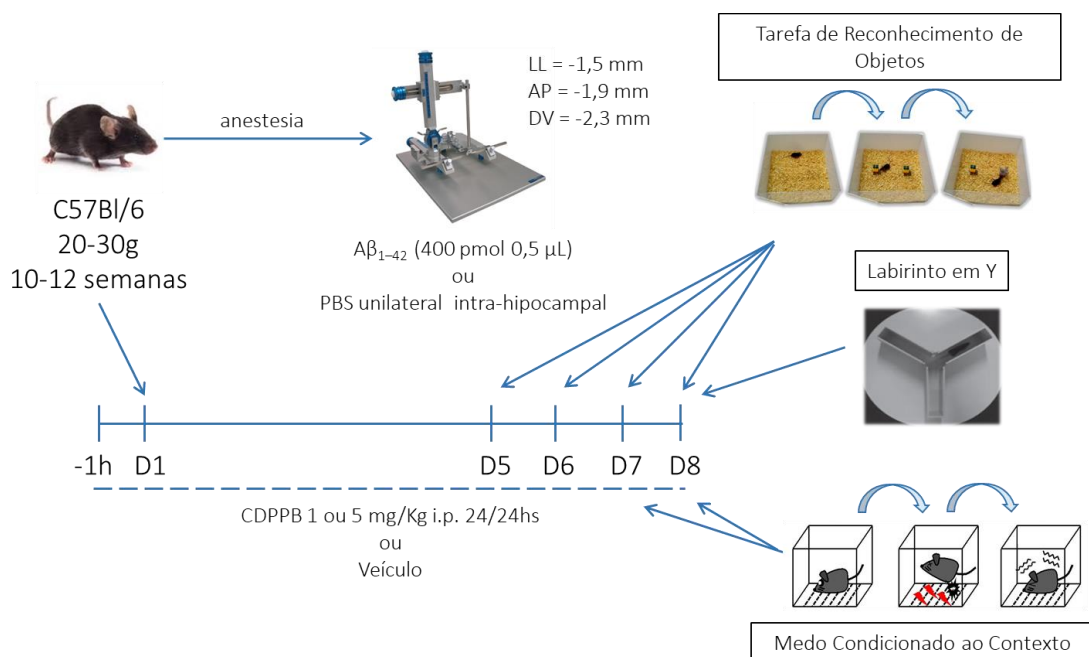 Tarefa de Reconhecimento de
Objetos
LL = -1,5 mm
AP = -1,9 mm
DV = -2,3 mm
anestesia
C57Bl/6
20-30g
10-12 semanas
Aβ₁₋₄₂ (400 pmol 0,5 µL)
ou
PBS unilateral intra-hipocampal
Labirinto em Y
-1h D1 D5 D6 D7 D8
CDPPB 1 ou 5 mg/Kg i.p. 24/24hs
ou
Veículo
Medo Condicionado ao Contexto